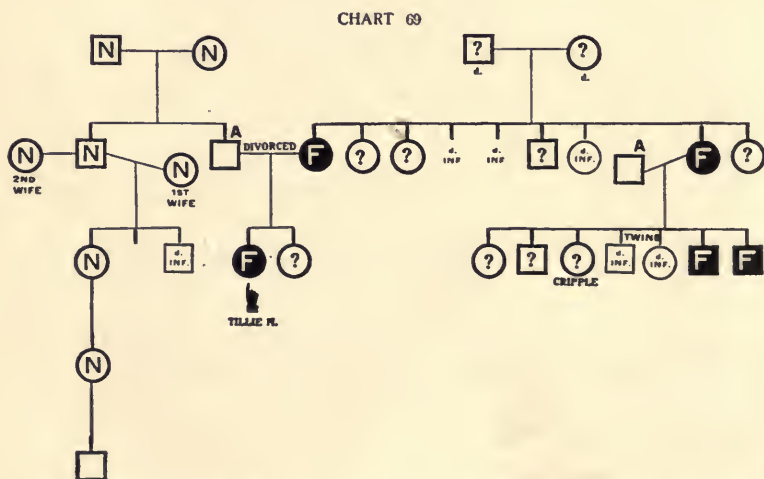 CHART 69
N N ? ?
d. d.
A
N N DIVORCED F ? ? d. INF d. INF ? d. INF. A F ?
2ND WIFE
N
1ST WIFE
N d. INF. F ? ? ? ? TWINS d. INF. d. INF. F F
CRIPPLE
TILLIE M.
N